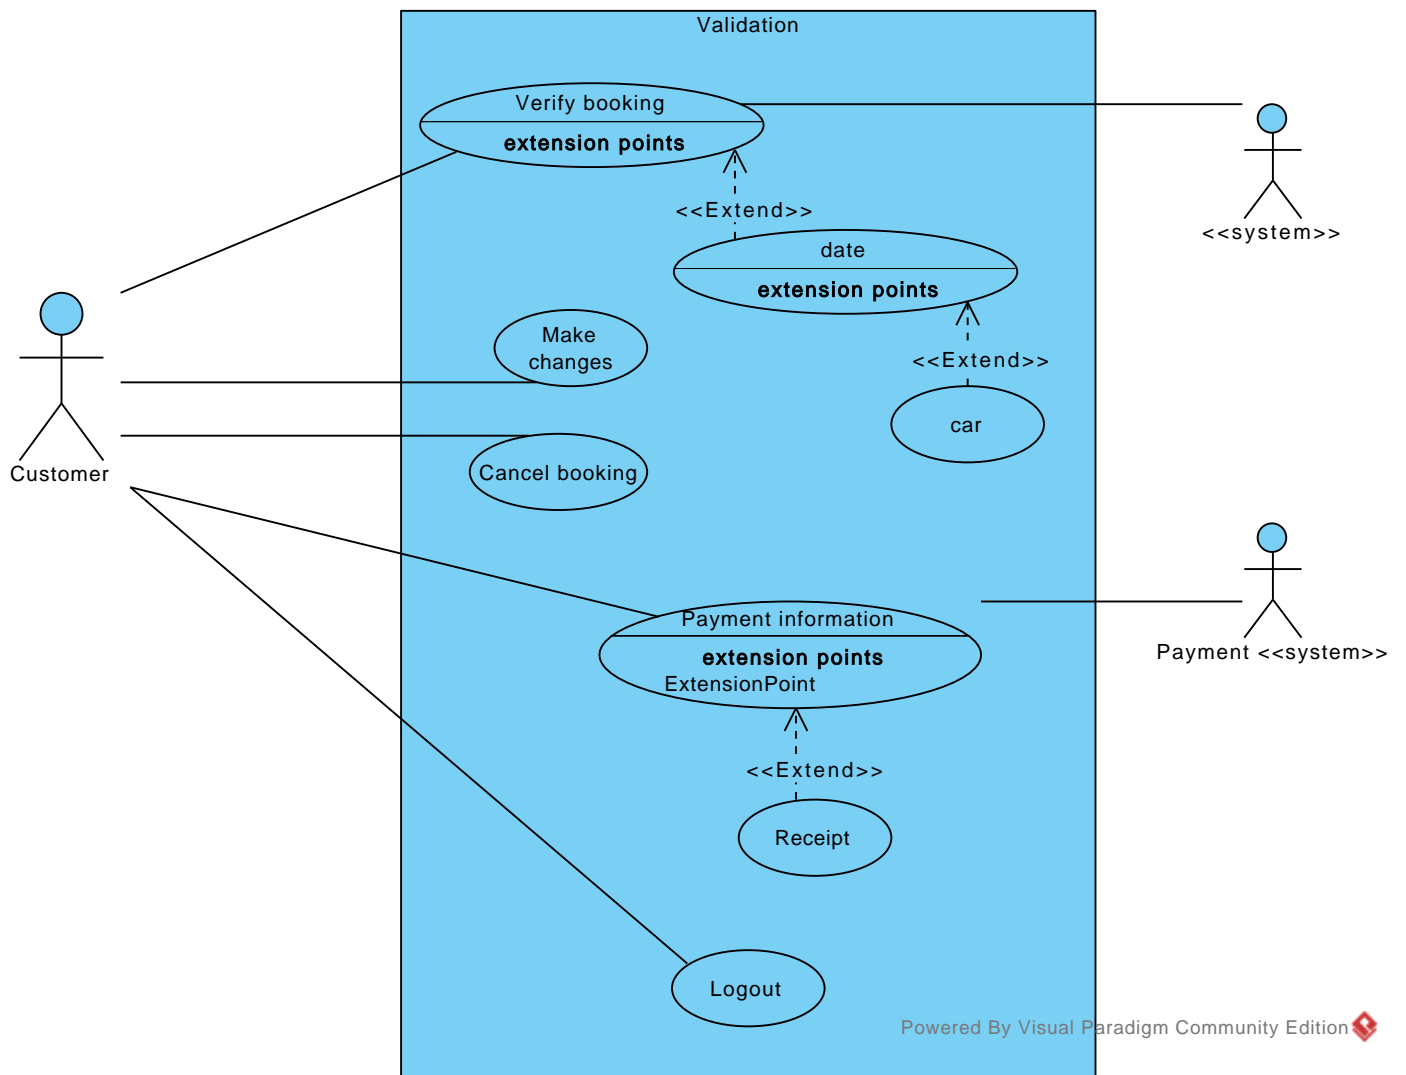 Validation
Verify booking
extension points
<<Extend>>
<<system>>
date
extension points
Make
changes
<<Extend>>
car
Customer
Cancel booking
Payment information
extension points
ExtensionPoint
Payment <<system>>
<<Extend>>
Receipt
Logout
Powered By Visual Paradigm Community Edition